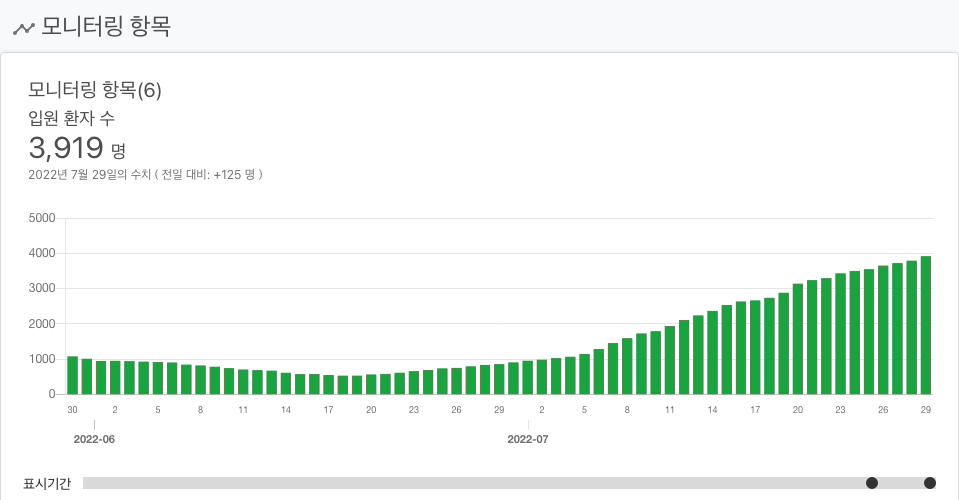 모니터링 항목
모니터링 항목(6)
입원 환자 수
3,919 명
2022년 7월 29일의 수치 ( 전일 대비: +125 명 )
5000
4000
3000
2000
1000
0
30 2 5 8 11 14 17 20 23 26 29 2 5 8 11 14 17 20 23 26 29
2022-06 2022-07
표시기간